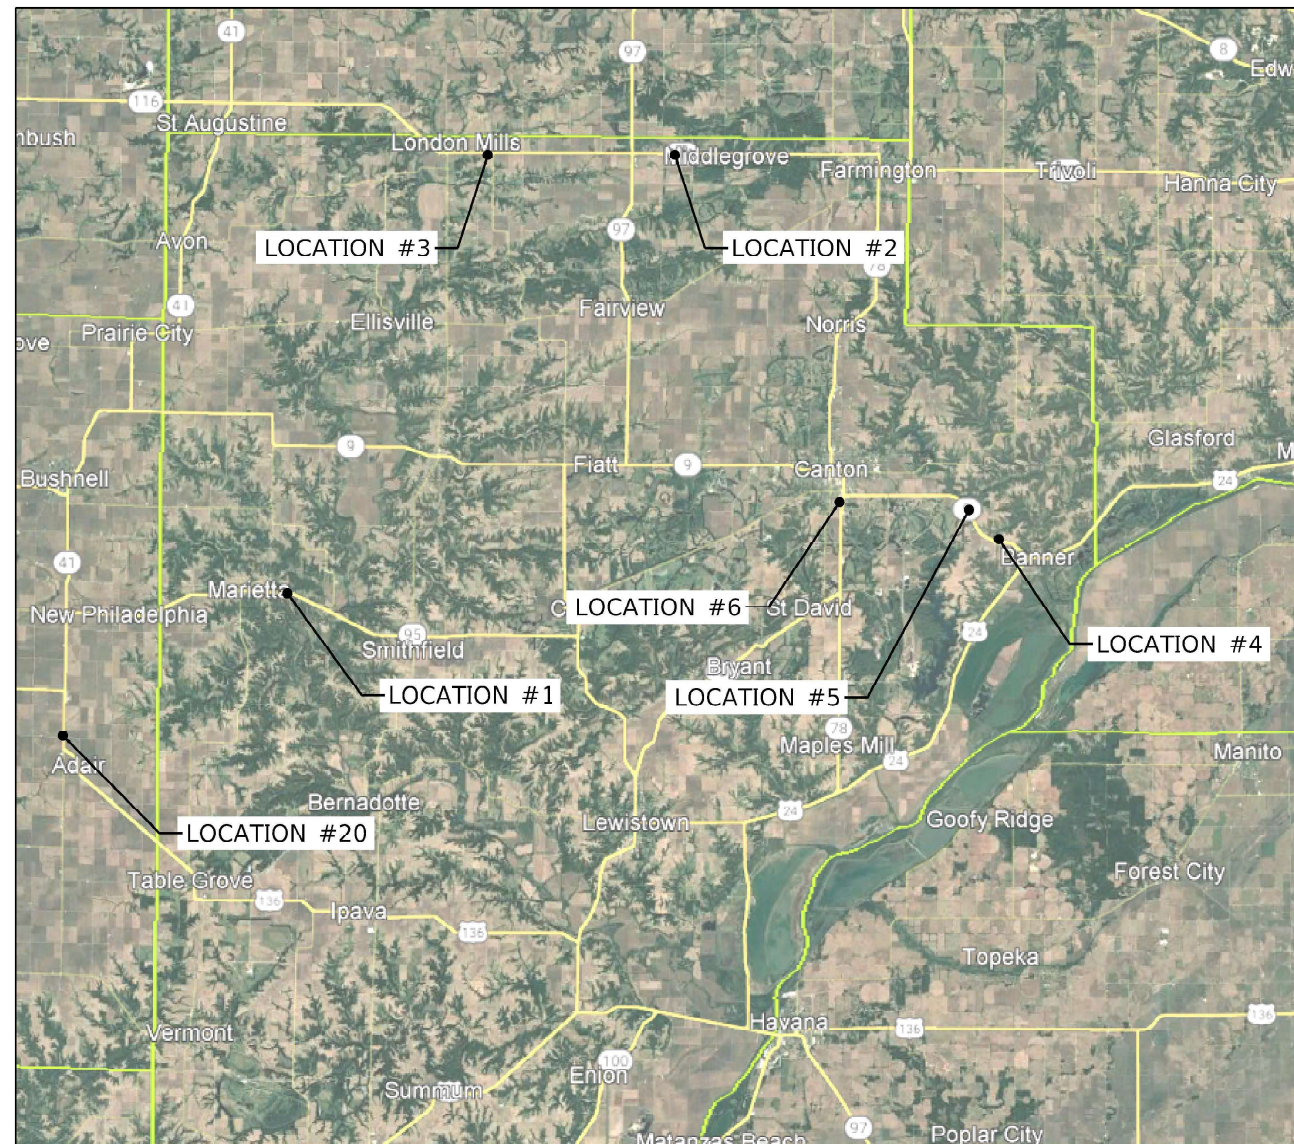 41
97
8
Edw
116
St Augustine
nbush
London Mills
Middlegrove
Farmington
Trivoli
Hanna City
97
Avon
LOCATION #3
LOCATION #2
78
41
Fairview
Ellisville
Norris
Prairie City
ove
9
Glasford
Fiatt
9
Canton
M
Bushnell
24
41
Banner
Marietta
New Philadelphia
C
LOCATION #6
St David
95
24
Smithfield
LOCATION #4
Bryant
LOCATION #1
LOCATION #5
78
Maples Mill
24
Manito
Adair
Bernadotte
24
Lewistown
Goofy Ridge
LOCATION #20
Forest City
Table Grove
136
Ipava
136
Topeka
Vermont
Havana
136
136
100
Enion
Summum
97
Matanzas Beach
Poplar City